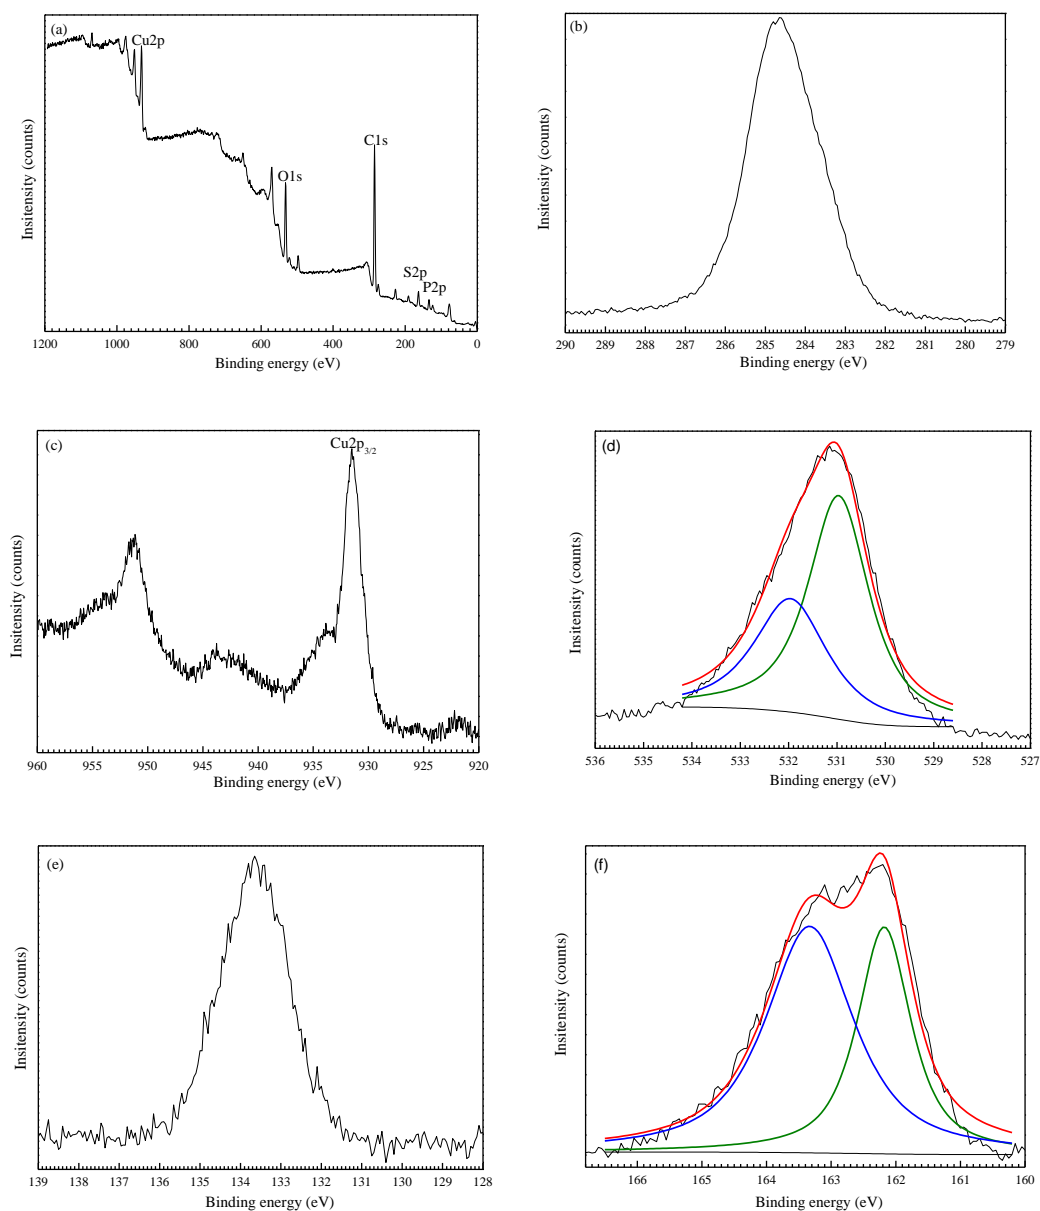 (a)
Cu2p
C1s
O1s
S2p
P2p
Insitensity (counts)
1200 1000 800 600 400 200 0
Binding energy (eV)
(b)
Insitensity (counts)
290 289 288 287 286 285 284 283 282 281 280 279
Binding energy (eV)
(c)
Cu2p3/2
Insitensity (counts)
960 955 950 945 940 935 930 925 920
Binding energy (eV)
(d)
Insitensity (counts)
536 535 534 533 532 531 530 529 528 527
Binding energy (eV)
(e)
Insitensity (counts)
139 138 137 136 135 134 133 132 131 130 129 128
Binding energy (eV)
(f)
Insitensity (counts)
166 165 164 163 162 161 160
Binding energy (eV)